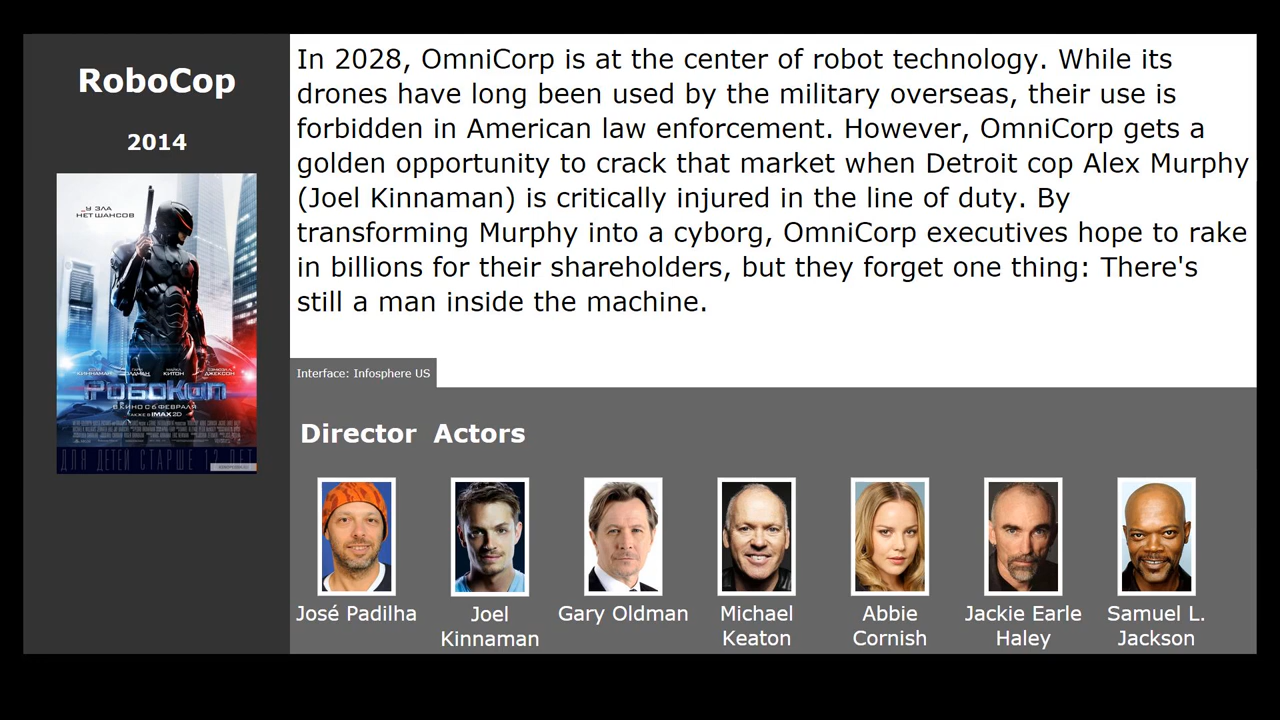 RoboCop
2014
У ЗЛА
НЕТ ШАНСОВ
КИННАМАН
ОЛДМАН
КИТОН
ДЖЕКСОН
РОБОКОП
В КИНО С 6 ФЕВРАЛЯ
ТАКЖЕ В IMAX 2D
ДЛЯ ДЕТЕЙ СТАРШЕ 12 ЛЕТ
In 2028, OmniCorp is at the center of robot technology. While its
drones have long been used by the military overseas, their use is
forbidden in American law enforcement. However, OmniCorp gets a
golden opportunity to crack that market when Detroit cop Alex Murphy
(Joel Kinnaman) is critically injured in the line of duty. By
transforming Murphy into a cyborg, OmniCorp executives hope to rake
in billions for their shareholders, but they forget one thing: There's
still a man inside the machine.
Interface: Infosphere US
Director Actors
José Padilha
Joel
Kinnaman
Gary Oldman
Michael
Keaton
Abbie
Cornish
Jackie Earle
Haley
Samuel L.
Jackson